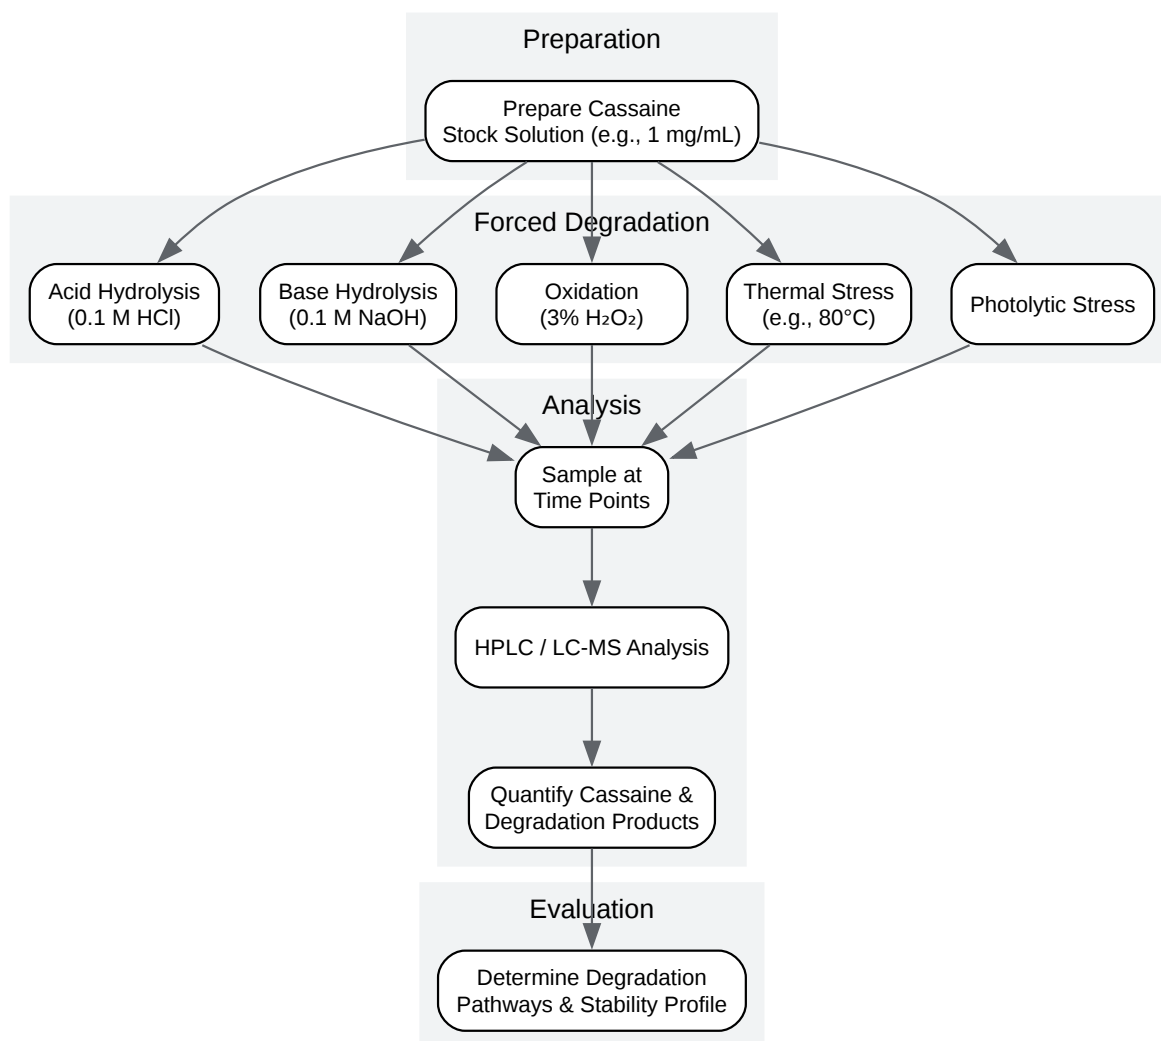 Preparation
Prepare Cassaine
Stock Solution (e.g., 1 mg/mL)
Forced Degradation
Acid Hydrolysis
(0.1 M HCl)
Base Hydrolysis
(0.1 M NaOH)
Oxidation
(3% H₂O₂)
Thermal Stress
(e.g., 80°C)
Photolytic Stress
Analysis
Sample at
Time Points
HPLC / LC-MS Analysis
Quantify Cassaine &
Degradation Products
Evaluation
Determine Degradation
Pathways & Stability Profile